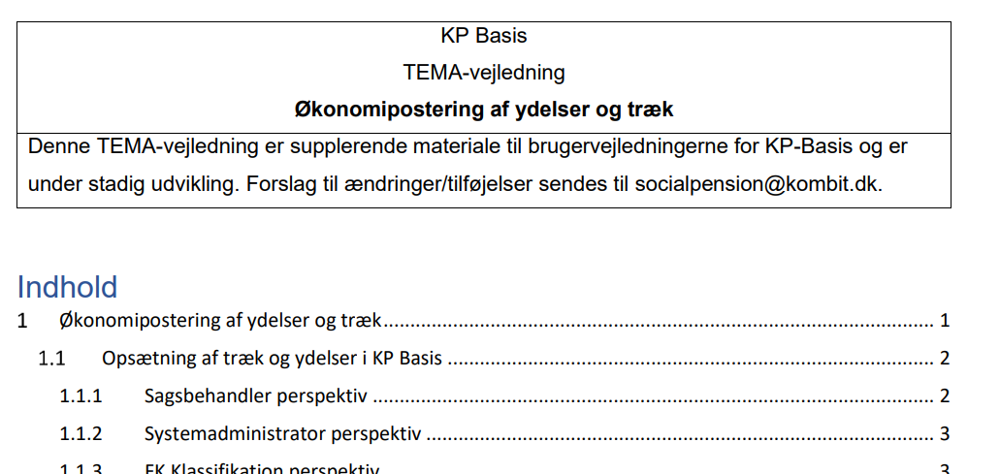 KP Basis
TEMA-vejledning
Økonomipostering af ydelser og træk
Denne TEMA-vejledning er supplerende materiale til brugervejledningerne for KP-Basis og er
under stadig udvikling. Forslag til ændringer/tilføjelser sendes til socialpension@kombit.dk.
Indhold
1 Økonomipostering af ydelser og træk 1
1.1 Opsætning af træk og ydelser i KP Basis 2
1.1.1 Sagsbehandler perspektiv 2
1.1.2 Systemadministrator perspektiv 3
1.1.3 FK Klassifikation perspektiv 3